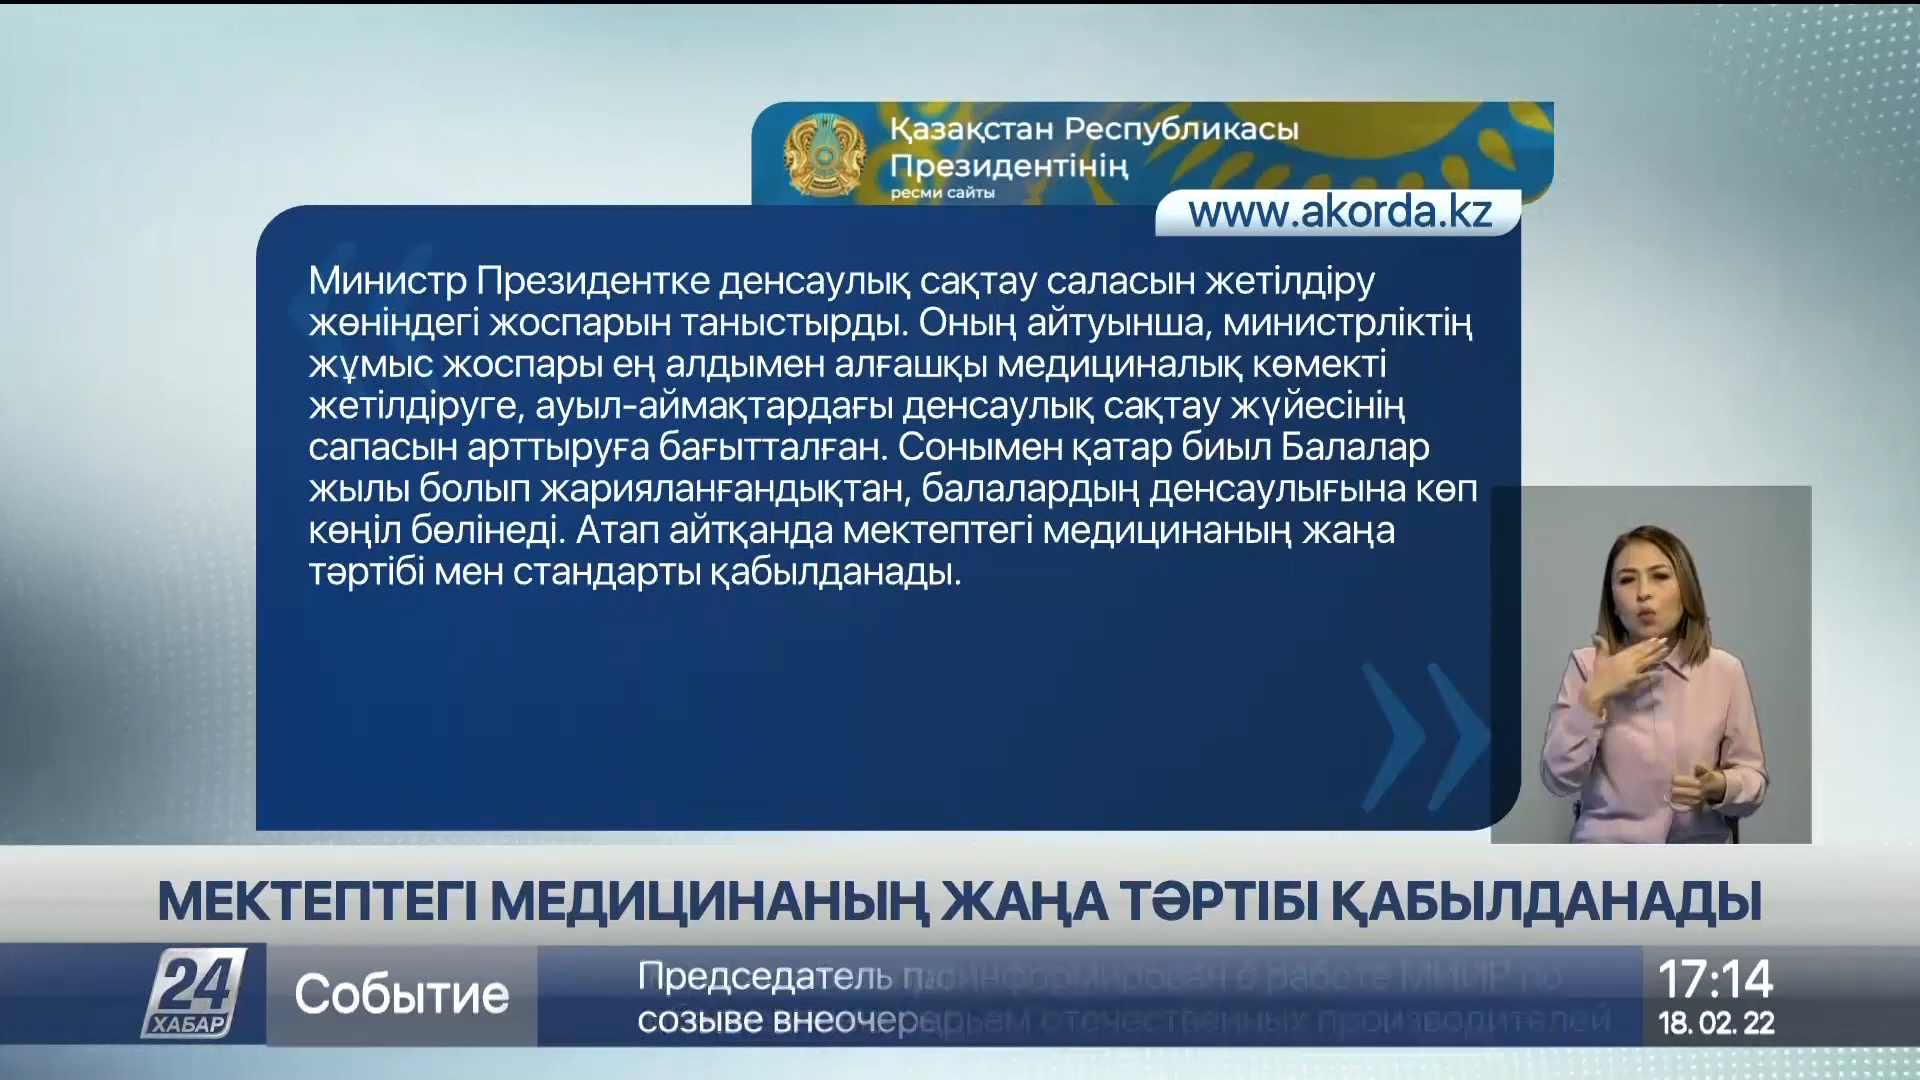 Қазақстан Республикасы
Президентінің
ресми сайты
www.akorda.kz
Министр Президентке денсаулық сақтау саласын жетілдіру
жөніндегі жоспарын таныстырды. Оның айтуынша, министрліктің
жұмыс жоспары ең алдымен алғашқы медициналық көмекті
жетілдіруге, ауыл-аймақтардағы денсаулық сақтау жүйесінің
сапасын арттыруға бағытталған. Сонымен қатар биыл Балалар
жылы болып жарияланғандықтан, балалардың денсаулығына көп
көңіл бөлінеді. Атап айтқанда мектептегі медицинаның жаңа
тәртібі мен стандарты қабылданады.
МЕКТЕПТЕГІ МЕДИЦИНАНЫҢ ЖАҢА ТӘРТІБІ ҚАБЫЛДАНАДЫ
24
ХАБАР
Событие
Председатель
созыве
17:14
18. 02. 22